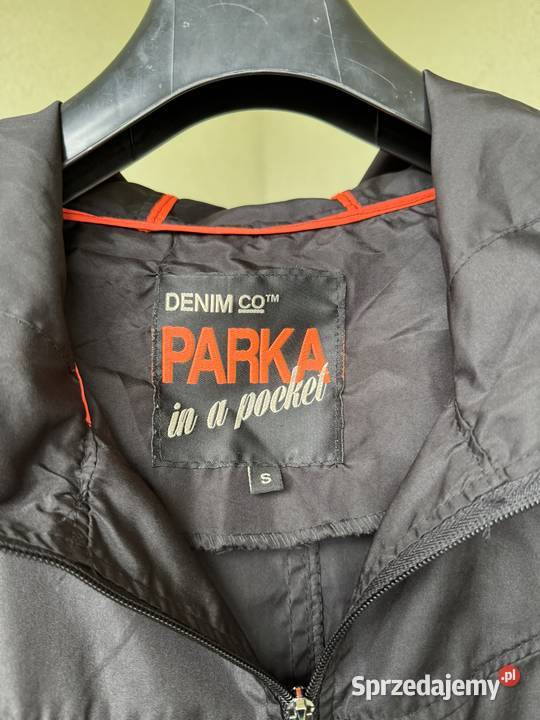 DENIM CO™
PARKA
in a pocket
S
Sprzedajemy.pl